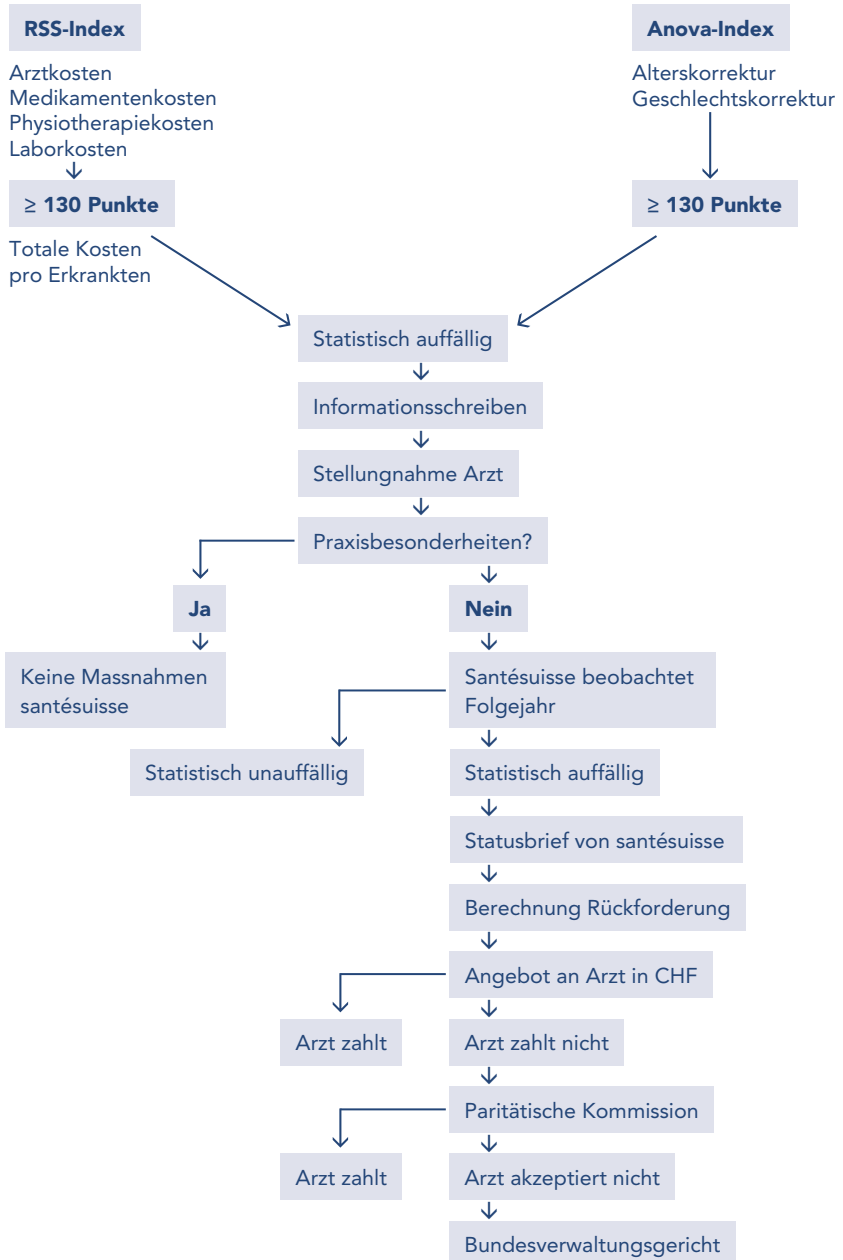 RSS-Index
Arztkosten
Medikamentenkosten
Physiotherapiekosten
Laborkosten
≥ 130 Punkte
Totale Kosten
pro Erkrankten
Anova-Index
Alterskorrektur
Geschlechtskorrektur
≥ 130 Punkte
Statistisch auffällig
Informationsschreiben
Stellungnahme Arzt
Praxisbesonderheiten?
Ja
Nein
Keine Massnahmen
santésuisse
Santésuisse beobachtet
Folgejahr
Statistisch unauffällig
Statistisch auffällig
Statusbrief von santésuisse
Berechnung Rückforderung
Angebot an Arzt in CHF
Arzt zahlt
Arzt zahlt nicht
Paritätische Kommission
Arzt zahlt
Arzt akzeptiert nicht
Bundesverwaltungsgericht